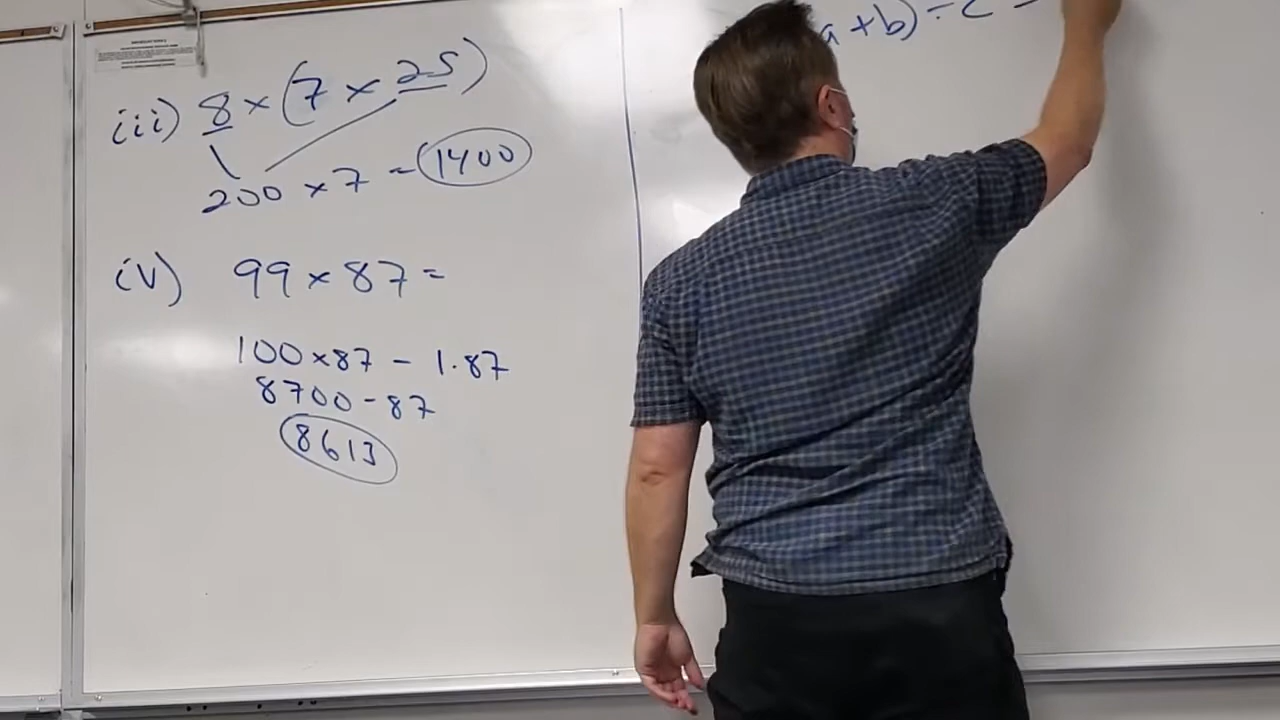 iii) 8 × (7 × 25)
200 × 7 = 1400
iv) 99 × 87 =
100 × 87 - 1·87
8700 - 87
8613
a + b) ÷ c =